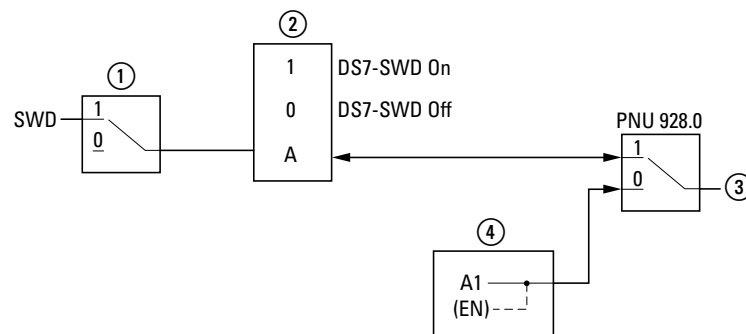 ②
①
1 DS7-SWD On
SWD 1
0
0 DS7-SWD Off
A
PNU 928.0
1
0
③
④
A1
(EN)